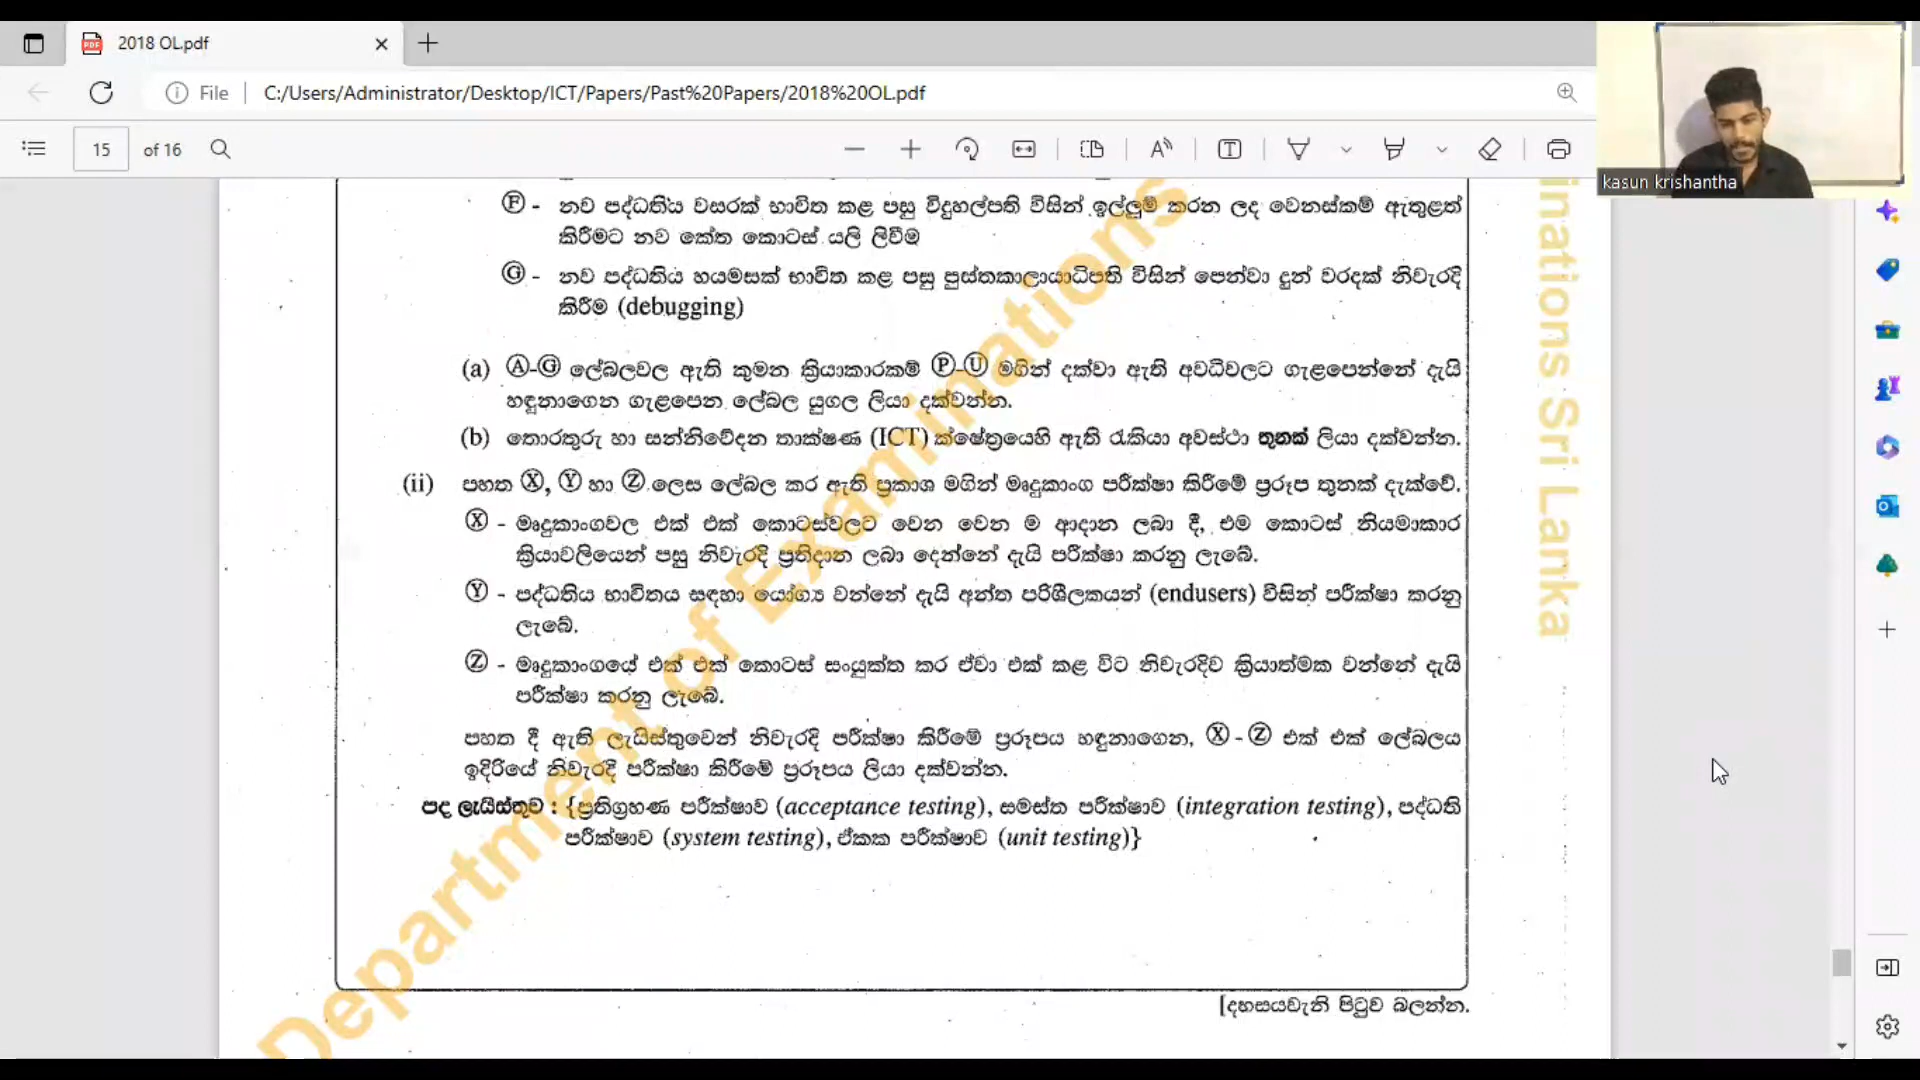 2018 OL.pdf
File
C:/Users/Administrator/Desktop/ICT/Papers/Past%20Papers/2018%20OL.pdf
15 of 16
kasun krishantha
Ⓕ - නව පද්ධතිය වසරක් භාවිත කළ පසු විදුහල්පති විසින් ඉල්ලුම් කරන ලද වෙනස්කම් ඇතුළත්
කිරීමට නව කේත කොටස් යලි ලිවීම
Ⓖ - නව පද්ධතිය හයමසක් භාවිත කළ පසු පුස්තකාලයාධිපති විසින් පෙන්වා දුන් වරදක් නිවැරදි
කිරීම (debugging)
(a) Ⓐ-Ⓖ ලේබලවල ඇති කුමන ක්‍රියාකාරකම් Ⓟ-Ⓤ මගින් දක්වා ඇති අවධිවලට ගැළපෙන්නේ දැයි
හඳුනාගෙන ගැළපෙන ලේබල යුගල ලියා දක්වන්න.
(b) තොරතුරු හා සන්නිවේදන තාක්ෂණ (ICT) ක්ෂේත්‍රයෙහි ඇති රැකියා අවස්ථා තුනක් ලියා දක්වන්න.
(ii) පහත Ⓧ, Ⓨ හා Ⓩ ලෙස ලේබල කර ඇති ප්‍රකාශ මගින් මෘදුකාංග පරීක්ෂා කිරීමේ ප්‍රරූප තුනක් දැක්වේ.
Ⓧ - මෘදුකාංගවල එක් එක් කොටස්වලට වෙන වෙන ම ආදාන ලබා දී, එම කොටස් නියමාකාර
ක්‍රියාවලියෙන් පසු නිවැරදි ප්‍රතිදාන ලබා දෙන්නේ දැයි පරීක්ෂා කරනු ලැබේ.
Ⓨ - පද්ධතිය භාවිතය සඳහා යෝග්‍ය වන්නේ දැයි අන්ත පරිශීලකයන් (endusers) විසින් පරීක්ෂා කරනු
ලැබේ.
Ⓩ - මෘදුකාංගයේ එක් එක් කොටස් සංයුක්ත කර ඒවා එක් කළ විට නිවැරදිව ක්‍රියාත්මක වන්නේ දැයි
පරීක්ෂා කරනු ලැබේ.
පහත දී ඇති ලැයිස්තුවෙන් නිවැරදි පරීක්ෂා කිරීමේ ප්‍රරූපය හඳුනාගෙන, Ⓧ - Ⓩ එක් එක් ලේබලය
ඉදිරියේ නිවැරදි පරීක්ෂා කිරීමේ ප්‍රරූපය ලියා දක්වන්න.
පද ලැයිස්තුව : {ප්‍රතිග්‍රහණ පරීක්ෂාව (acceptance testing), සමස්ත පරීක්ෂාව (integration testing), පද්ධති
පරීක්ෂාව (system testing), ඒකක පරීක්ෂාව (unit testing)}
[දහසයවැනි පිටුව බලන්න.
Department of Examinations
inations Sri Lanka